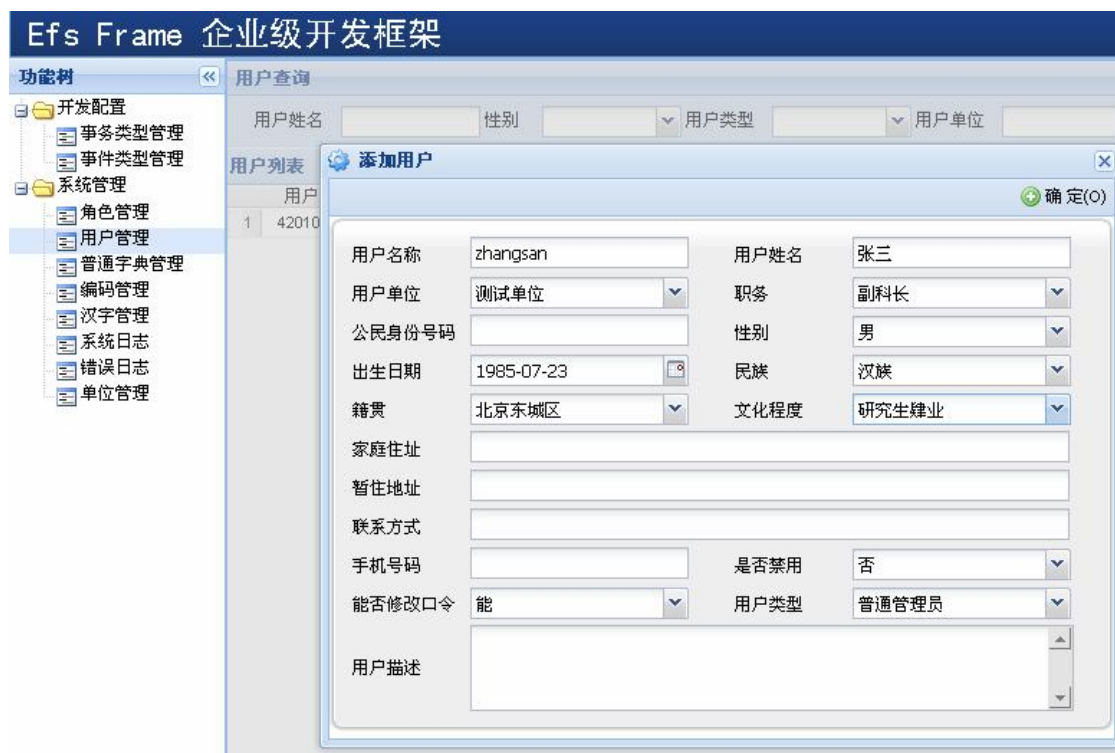 Efs Frame 企业级开发框架
功能树
开发配置
事务类型管理
事件类型管理
系统管理
角色管理
用户管理
普通字典管理
编码管理
汉字管理
系统日志
错误日志
单位管理
用户查询
用户姓名 性别 用户类型 用户单位
用户列表
用户
1 42010
添加用户
确 定(O)
用户名称 zhangsan 用户姓名 张三
用户单位 测试单位 职务 副科长
公民身份号码 性别 男
出生日期 1985-07-23 民族 汉族
籍贯 北京东城区 文化程度 研究生肄业
家庭住址
暂住地址
联系方式
手机号码 是否禁用 否
能否修改口令 能 用户类型 普通管理员
用户描述